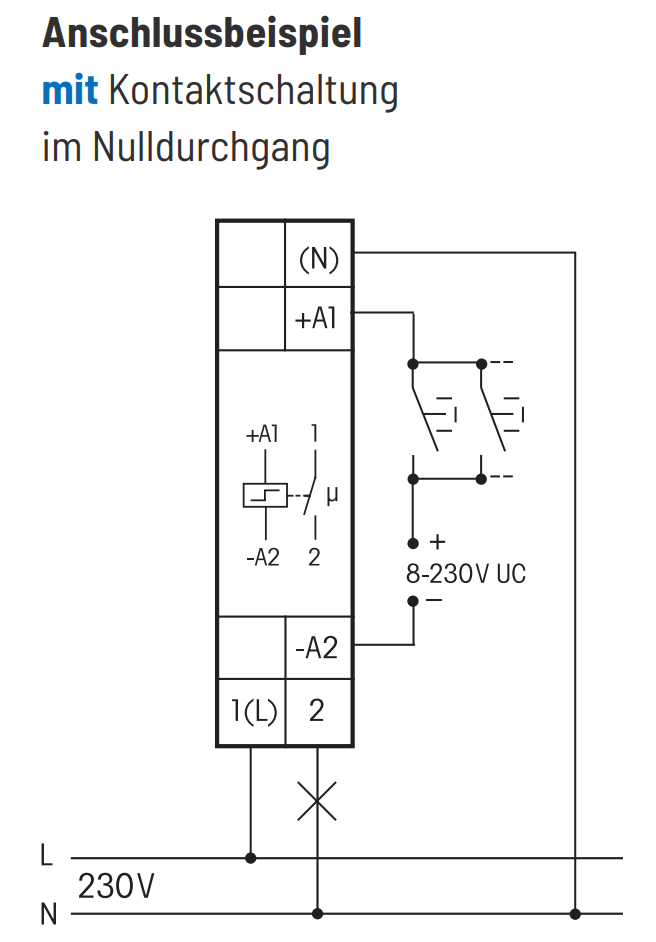 Anschlussbeispiel
mit Kontaktschaltung
im Nulldurchgang
(N)
+A1
+A1 1
µ
-A2 2
+
8-230V UC
–
-A2
1(L) 2
L
230V
N